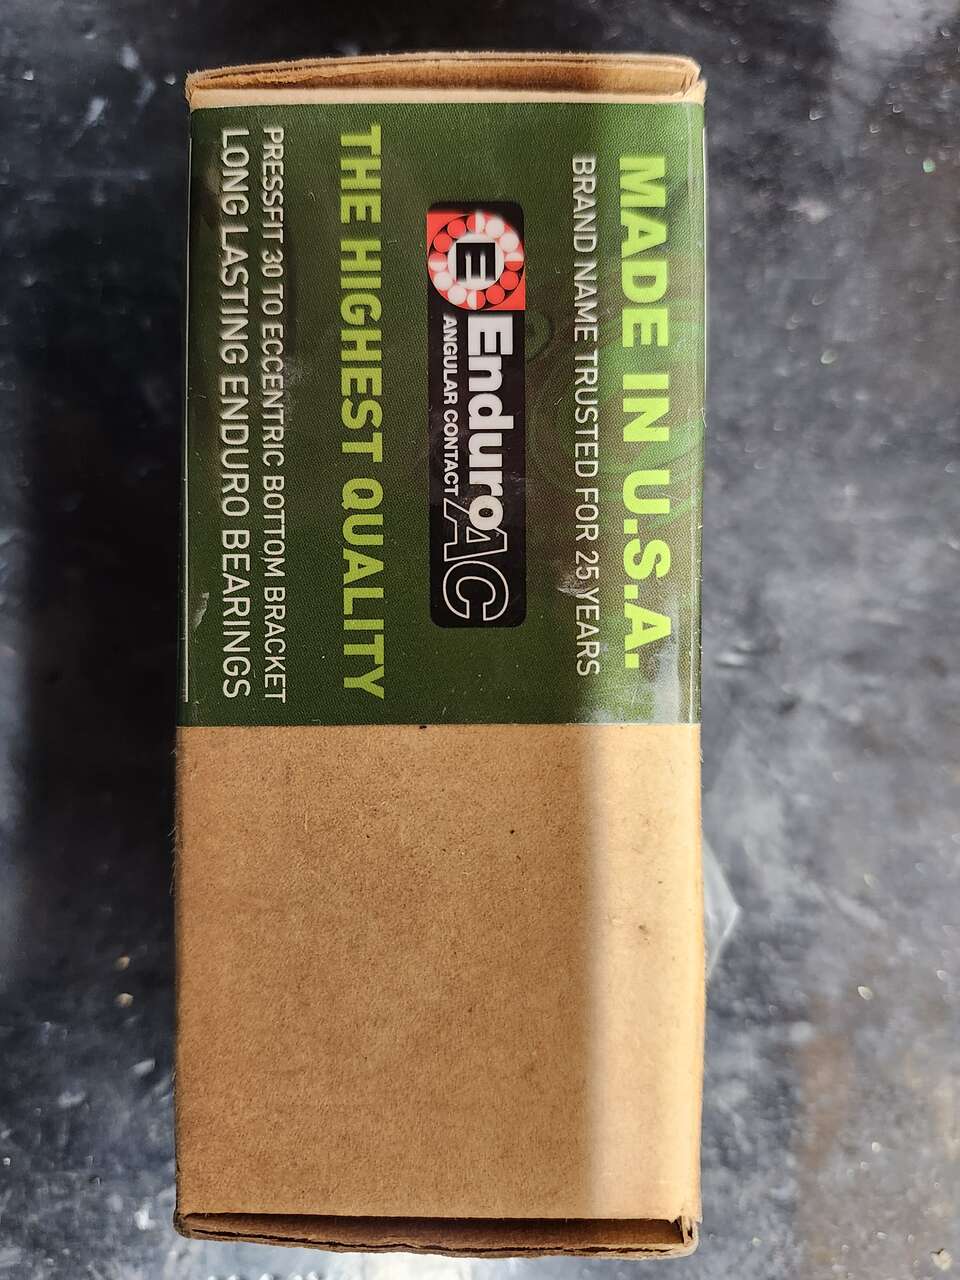 MADE IN U.S.A.
BRAND NAME TRUSTED FOR 25 YEARS
E
Enduro AC
ANGULAR CONTACT
THE HIGHEST QUALITY
PRESSFIT 30 TO ECCENTRIC BOTTOM BRACKET
LONG LASTING ENDURO BEARINGS